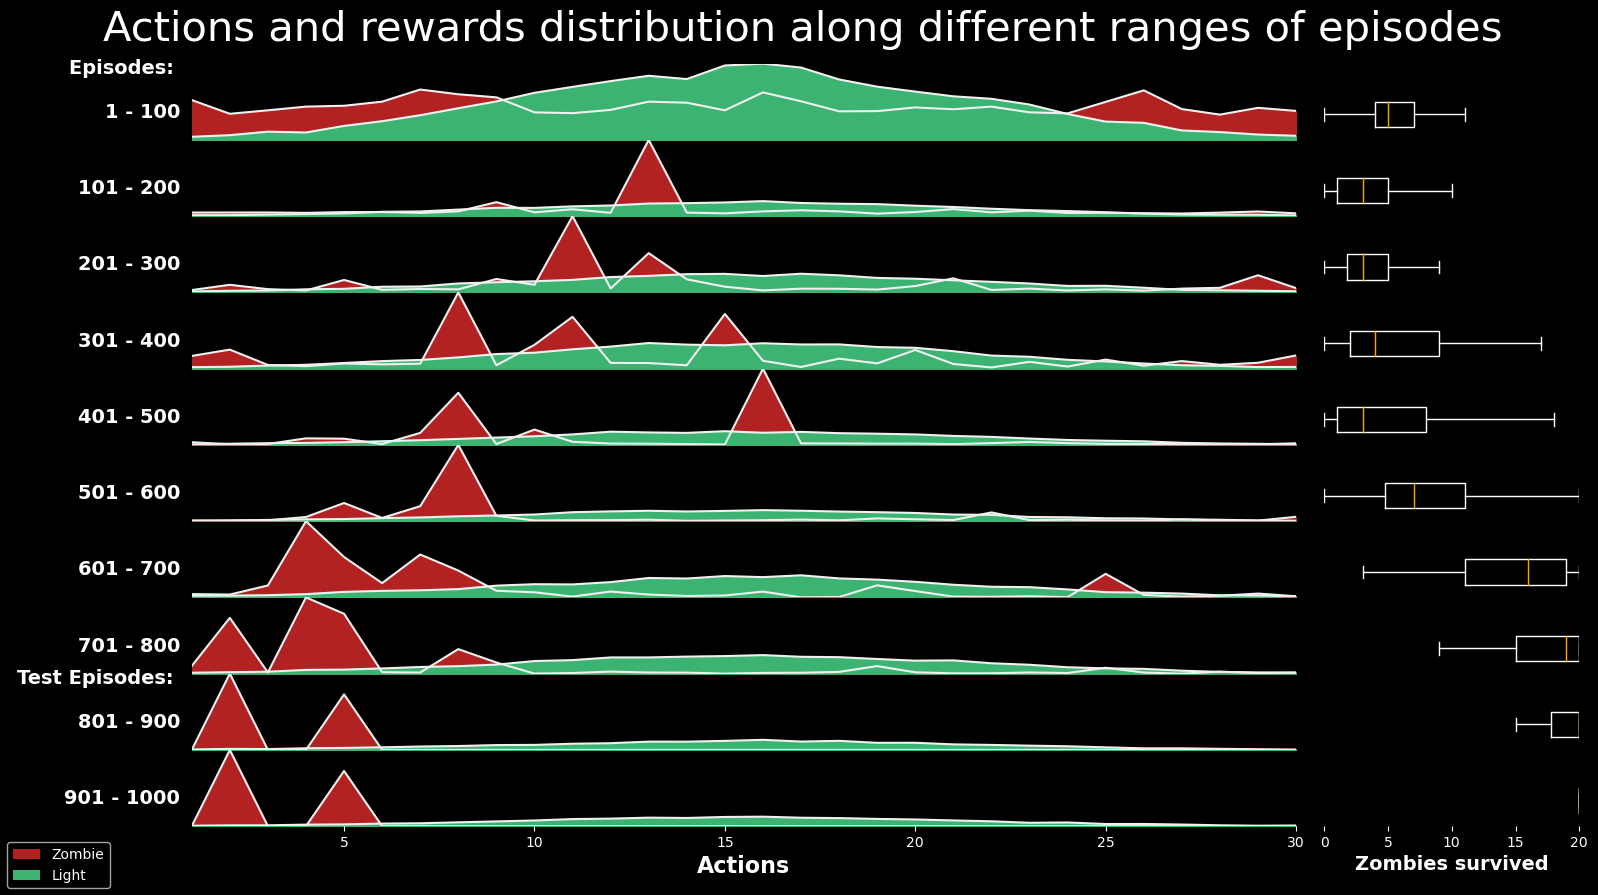 Actions and rewards distribution along different ranges of episodes
Episodes:
1 - 100
101 - 200
201 - 300
301 - 400
401 - 500
501 - 600
601 - 700
701 - 800
Test Episodes:
801 - 900
901 - 1000
5 10 15 20 25 30
Actions
0 5 10 15 20
Zombies survived
Zombie
Light